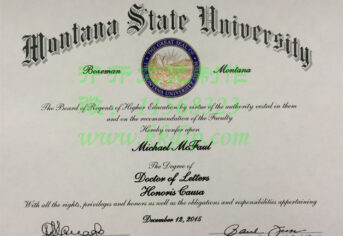 Montana State University
THE GREAT SEAL
Bozeman Montana
The Board of Regents of Higher Education by virtue of the authority vested in them
and on the recommendation of the Faculty
Hereby confer upon
Michael McFaul
The Degree of
Doctor of Letters
Honoris Causa
With all the rights, privileges and honors as well as the obligations and responsibilities appertaining
December 12, 2015